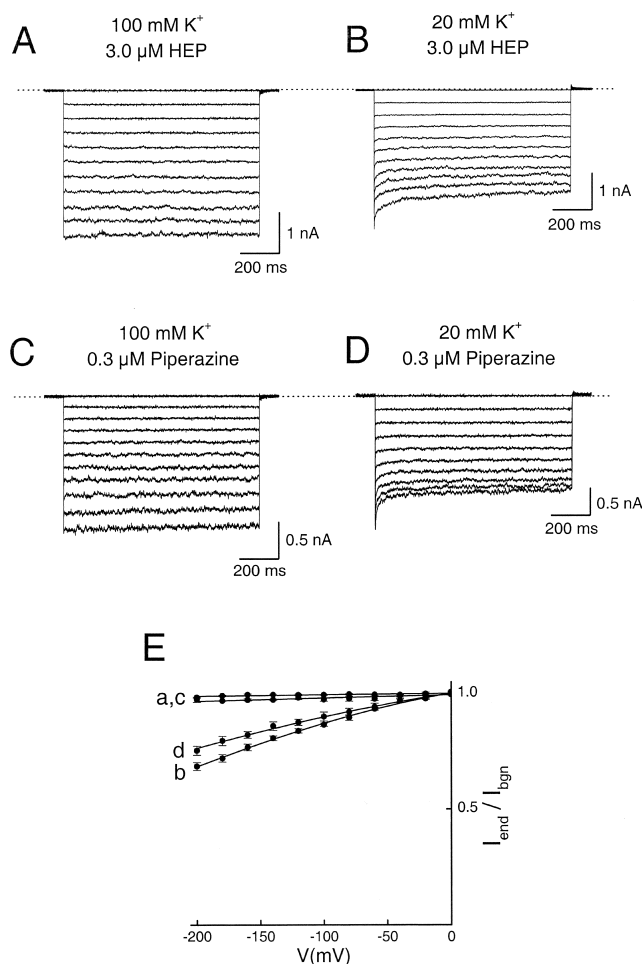 A
100 mM K⁺
3.0 μM HEP
1 nA
200 ms
B
20 mM K⁺
3.0 μM HEP
1 nA
200 ms
C
100 mM K⁺
0.3 μM Piperazine
0.5 nA
200 ms
D
20 mM K⁺
0.3 μM Piperazine
0.5 nA
200 ms
E
a,c
d
b
1.0
0.5
I_end / I_bgn
-200 -150 -100 -50 0
V(mV)